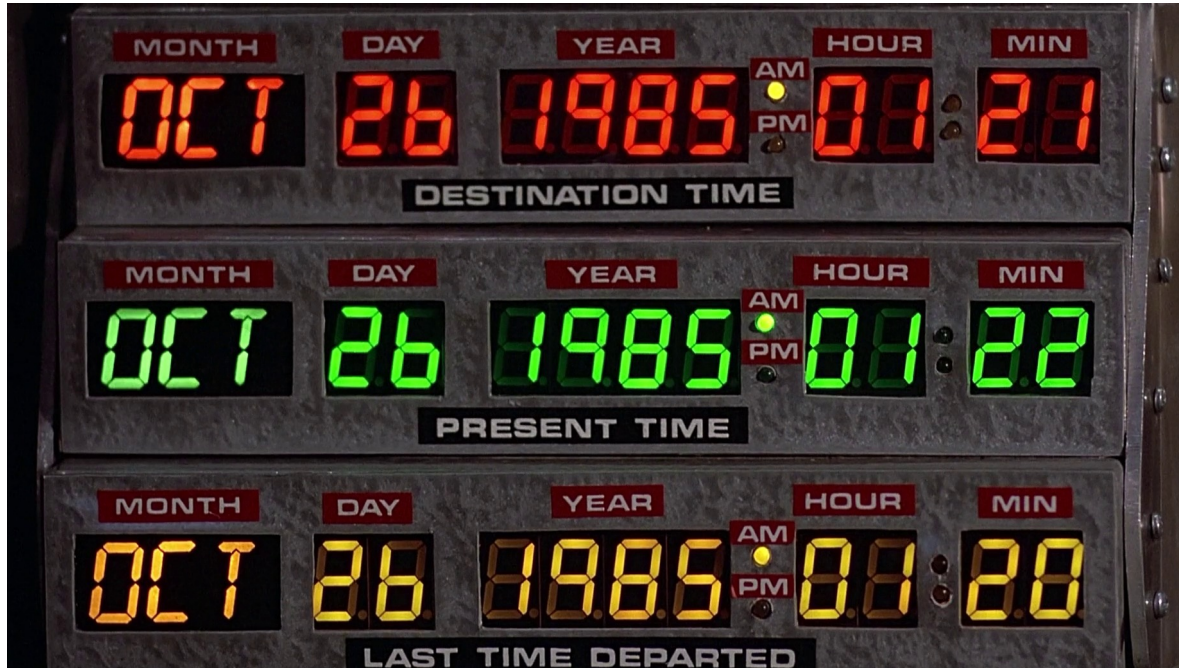 MONTH DAY YEAR HOUR MIN
AM
OCT 26 1985 01 21
PM
DESTINATION TIME
MONTH DAY YEAR HOUR MIN
AM
OCT 26 1985 01 22
PM
PRESENT TIME
MONTH DAY YEAR HOUR MIN
AM
OCT 26 1985 01 20
PM
LAST TIME DEPARTED